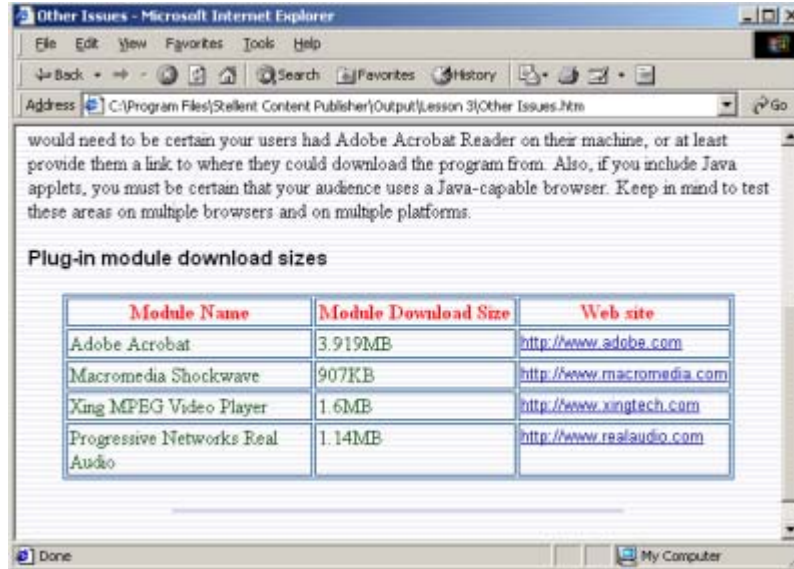 Other Issues - Microsoft Internet Explorer
File Edit View Favorites Tools Help
Back Search Favorites History
Address C:\Program Files\Stellent Content Publisher\Output\Lesson 3\Other Issues.htm Go
would need to be certain your users had Adobe Acrobat Reader on their machine, or at least
provide them a link to where they could download the program from. Also, if you include Java
applets, you must be certain that your audience uses a Java-capable browser. Keep in mind to test
these areas on multiple browsers and on multiple platforms.
Plug-in module download sizes
Module Name Module Download Size Web site
Adobe Acrobat 3.919MB http://www.adobe.com
Macromedia Shockwave 907KB http://www.macromedia.com
Xing MPEG Video Player 1.6MB http://www.xingtech.com
Progressive Networks Real 1.14MB http://www.realaudio.com
Audio
Done My Computer